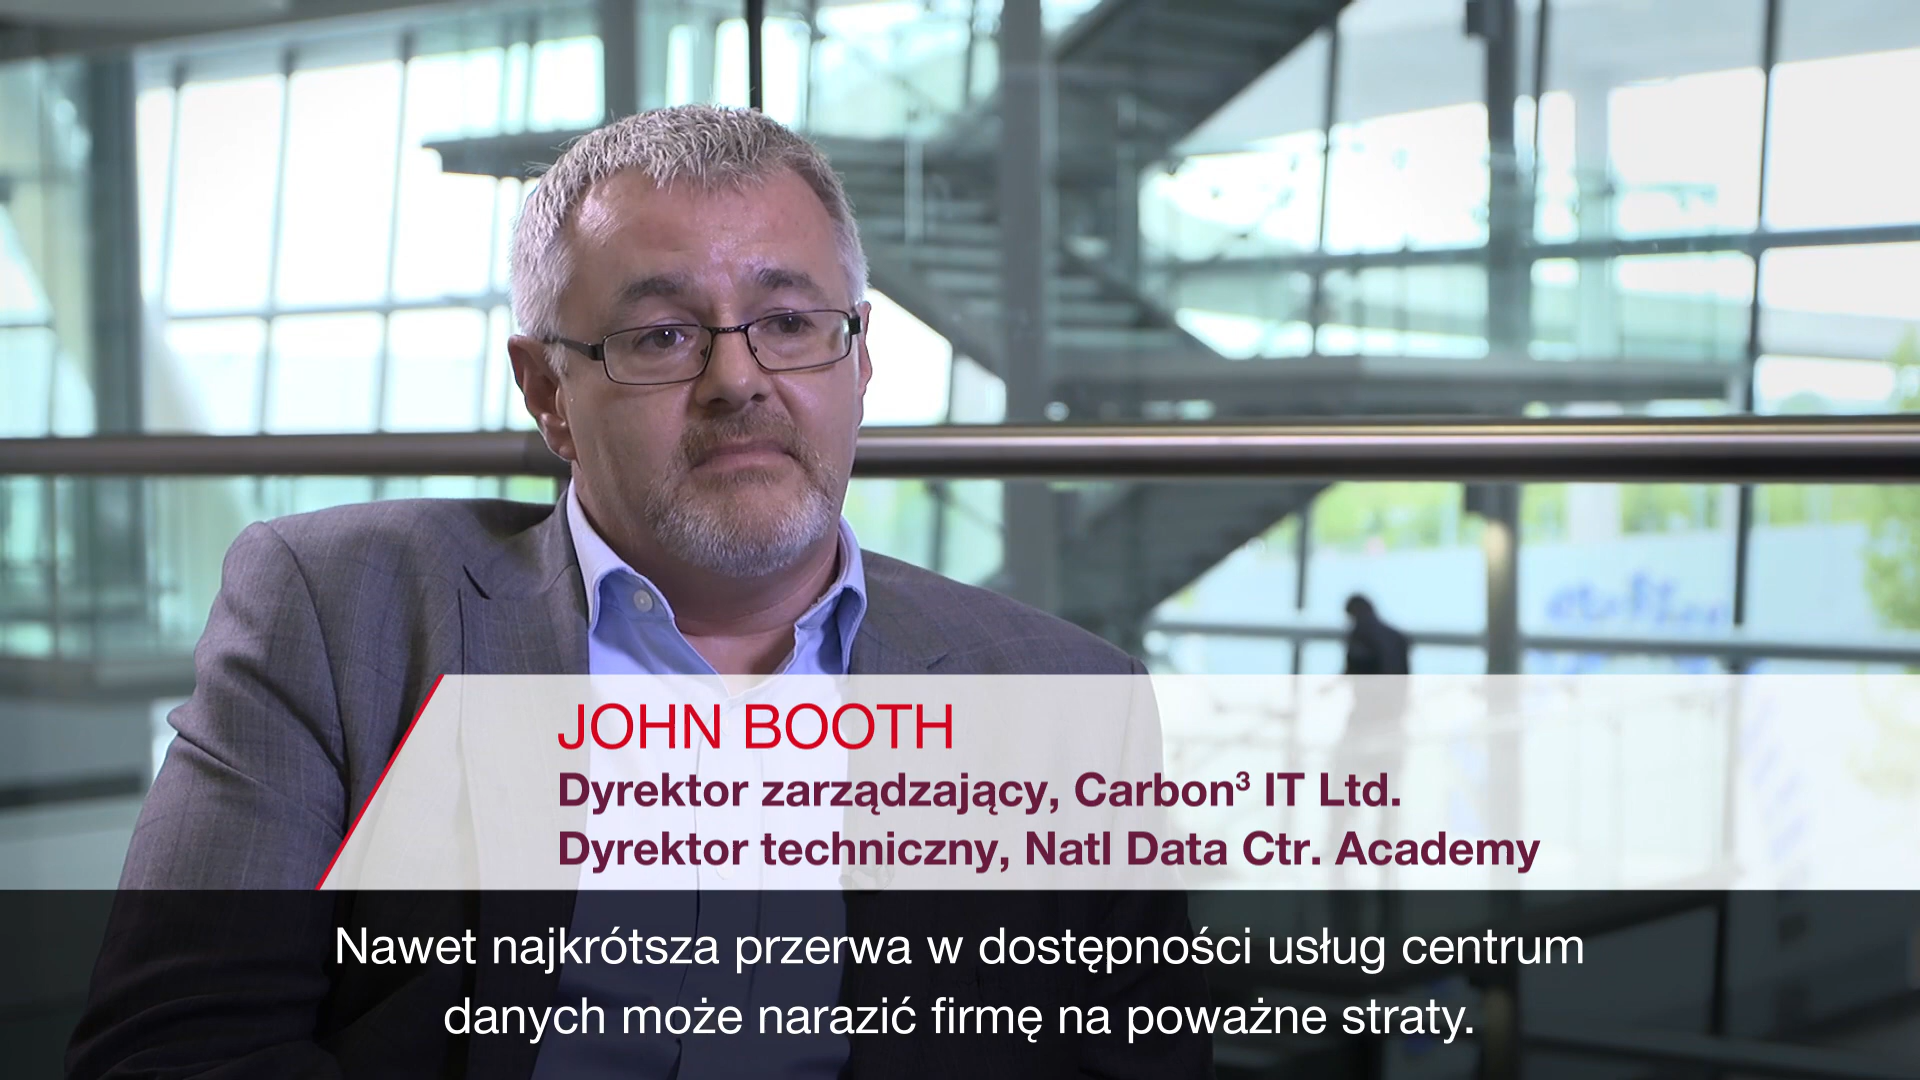 JOHN BOOTH
Dyrektor zarządzający, Carbon³ IT Ltd.
Dyrektor techniczny, Natl Data Ctr. Academy
Nawet najkrótsza przerwa w dostępności usług centrum
danych może narazić firmę na poważne straty.